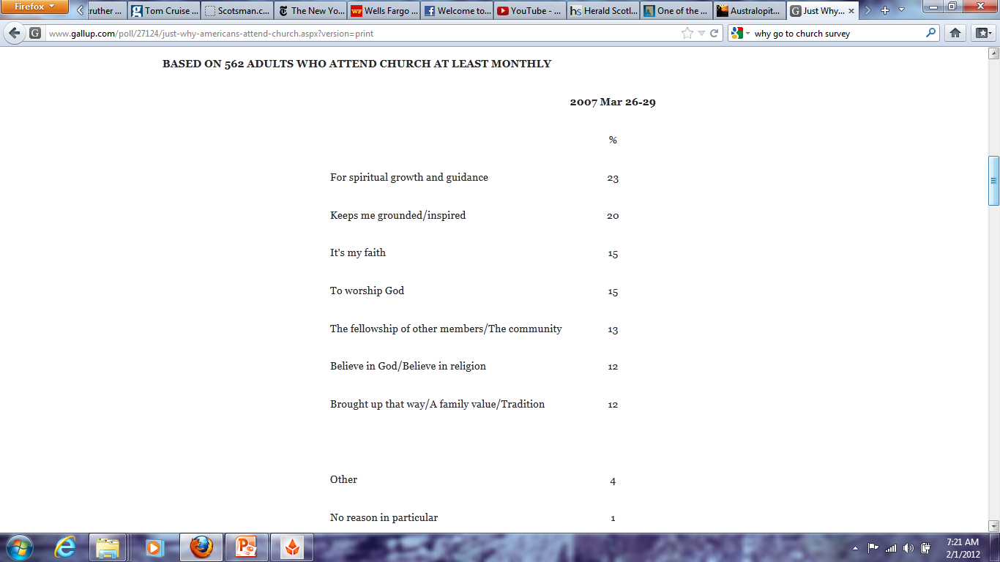 Firefox
truther ...
Tom Cruise ...
Scotsman.c...
The New Yo...
WF Wells Fargo ...
Welcome to...
YouTube - ...
hs Herald Scotl...
One of the ...
Australopit...
G Just Why...
G www.gallup.com/poll/27124/just-why-americans-attend-church.aspx?version=print
why go to church survey
BASED ON 562 ADULTS WHO ATTEND CHURCH AT LEAST MONTHLY
2007 Mar 26-29
%
For spiritual growth and guidance 23
Keeps me grounded/inspired 20
It's my faith 15
To worship God 15
The fellowship of other members/The community 13
Believe in God/Believe in religion 12
Brought up that way/A family value/Tradition 12
Other 4
No reason in particular 1
7:21 AM
2/1/2012